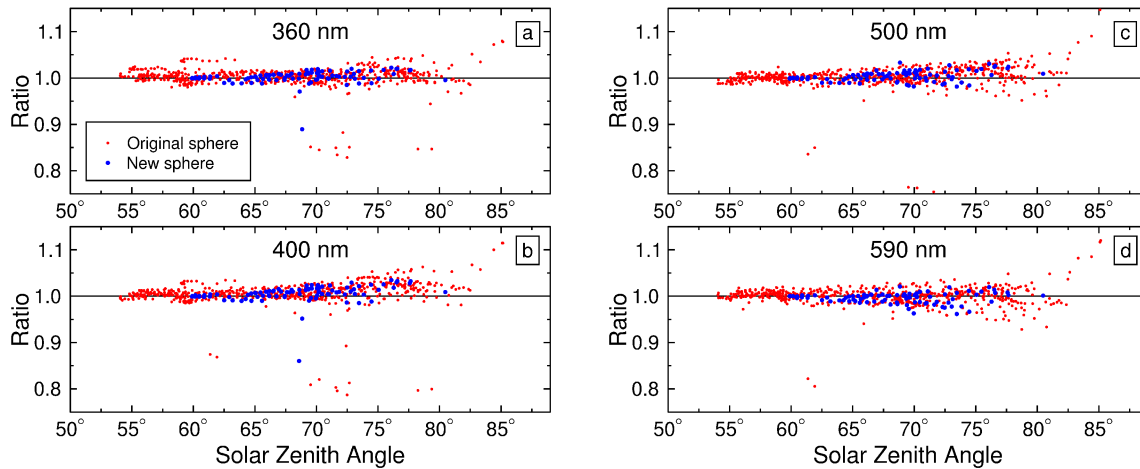 360 nm
a
1.1
1.0
0.9
0.8
Ratio
Original sphere
New sphere
50° 55° 60° 65° 70° 75° 80° 85°
500 nm
c
1.1
1.0
0.9
0.8
Ratio
50° 55° 60° 65° 70° 75° 80° 85°
400 nm
b
1.1
1.0
0.9
0.8
Ratio
50° 55° 60° 65° 70° 75° 80° 85°
Solar Zenith Angle
590 nm
d
1.1
1.0
0.9
0.8
Ratio
50° 55° 60° 65° 70° 75° 80° 85°
Solar Zenith Angle